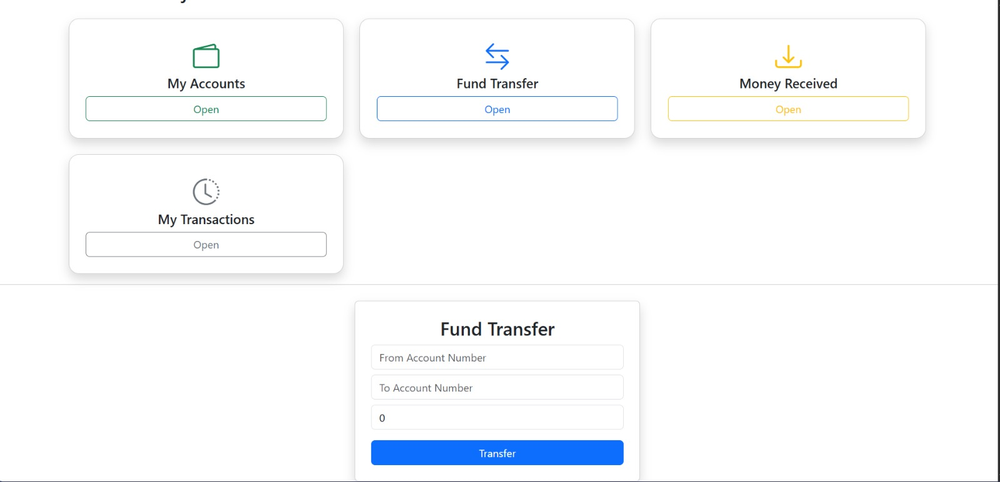 My Accounts
Open
Fund Transfer
Open
Money Received
Open
My Transactions
Open
Fund Transfer
From Account Number
To Account Number
0
Transfer